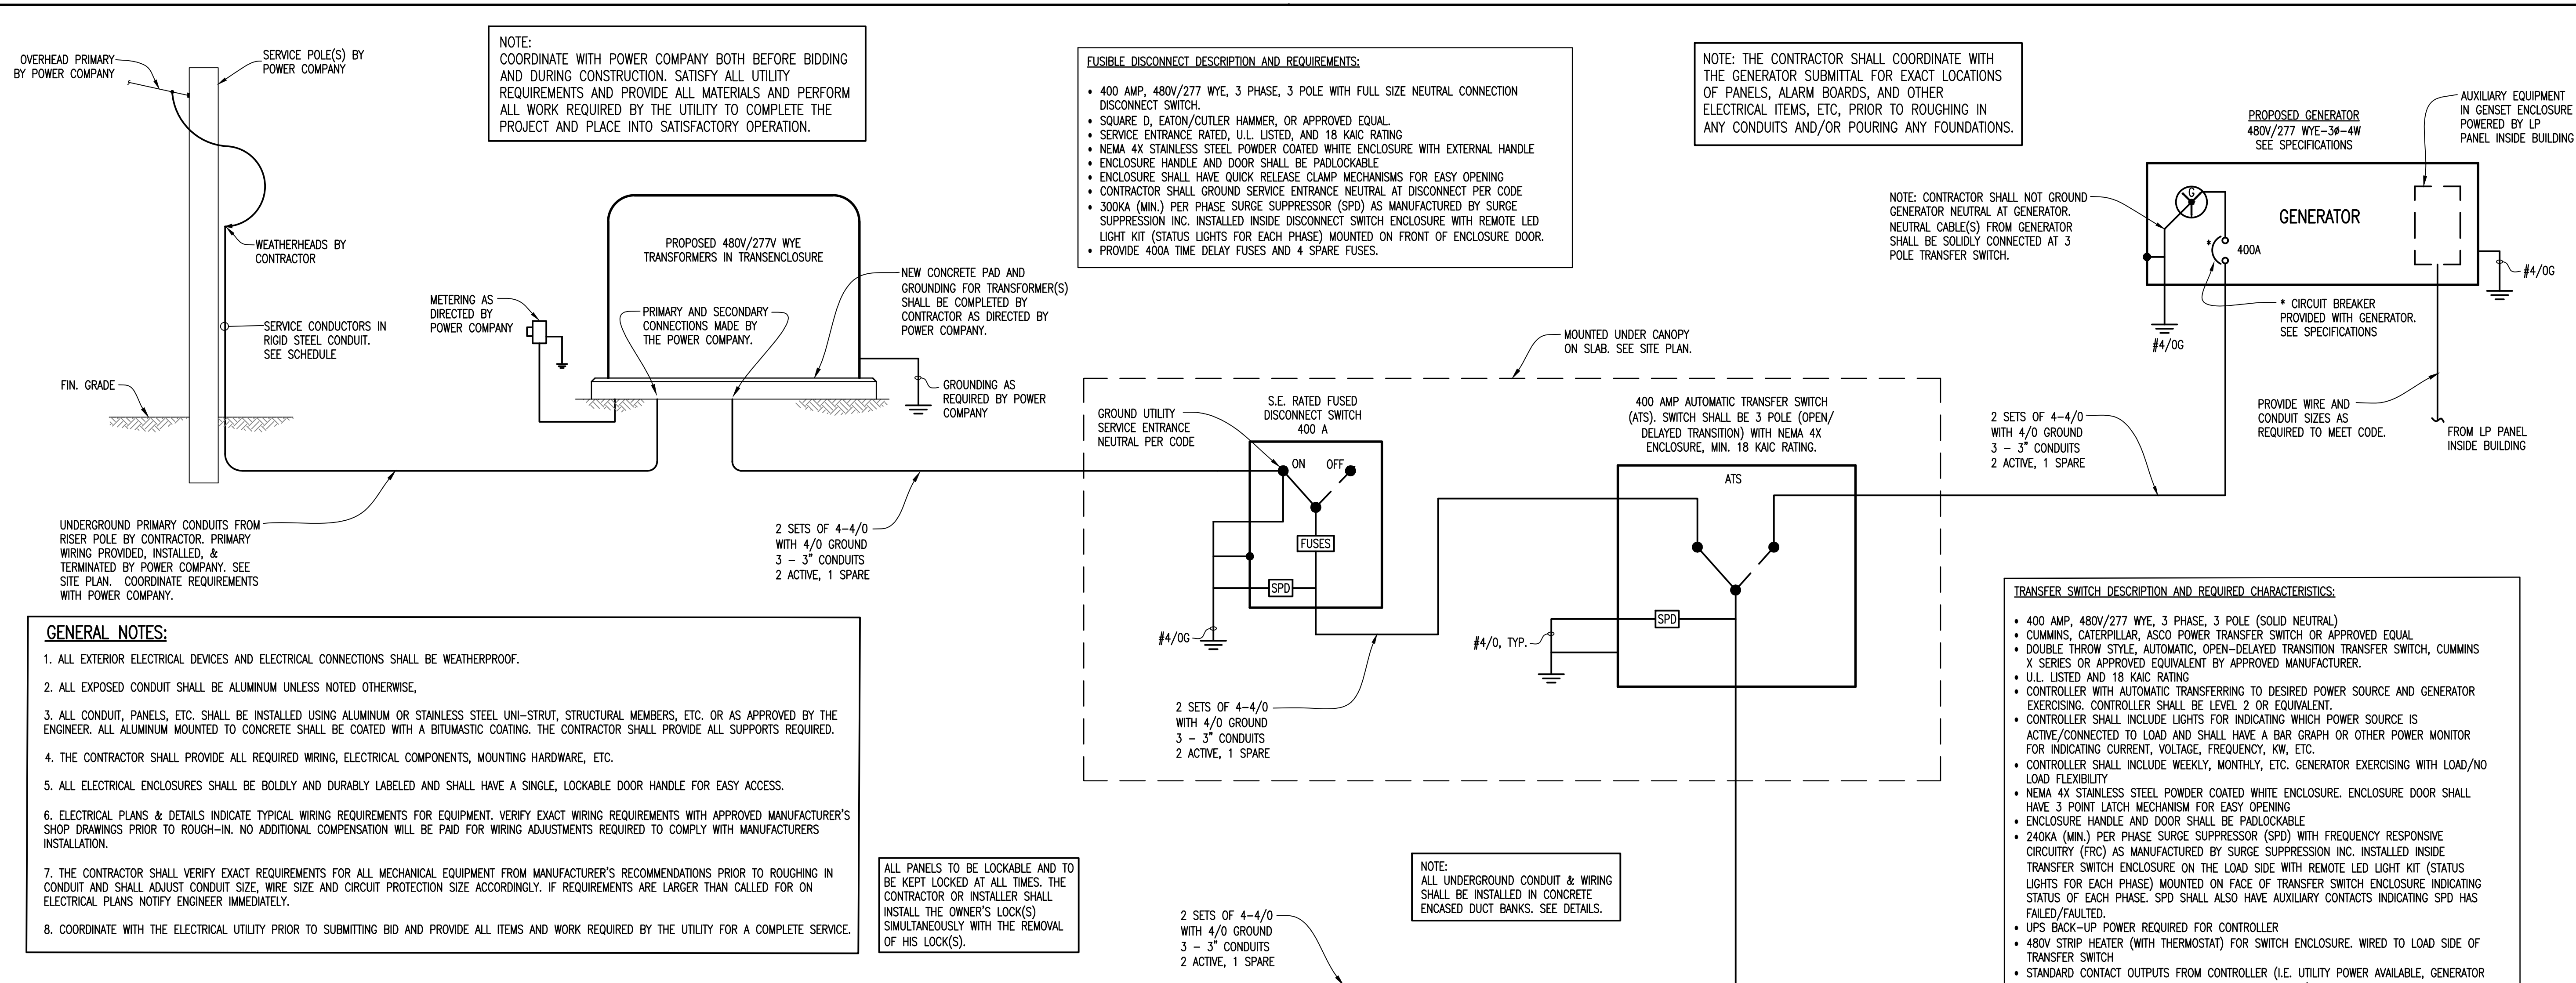 OVERHEAD PRIMARY
BY POWER COMPANY
SERVICE POLE(S) BY
POWER COMPANY
WEATHERHEADS BY
CONTRACTOR
SERVICE CONDUCTORS IN
RIGID STEEL CONDUIT.
SEE SCHEDULE
FIN. GRADE
UNDERGROUND PRIMARY CONDUITS FROM
RISER POLE BY CONTRACTOR. PRIMARY
WIRING PROVIDED, INSTALLED, &
TERMINATED BY POWER COMPANY. SEE
SITE PLAN. COORDINATE REQUIREMENTS
WITH POWER COMPANY.
NOTE:
COORDINATE WITH POWER COMPANY BOTH BEFORE BIDDING
AND DURING CONSTRUCTION. SATISFY ALL UTILITY
REQUIREMENTS AND PROVIDE ALL MATERIALS AND PERFORM
ALL WORK REQUIRED BY THE UTILITY TO COMPLETE THE
PROJECT AND PLACE INTO SATISFACTORY OPERATION.
METERING AS
DIRECTED BY
POWER COMPANY
PROPOSED 480V/277V WYE
TRANSFORMERS IN TRANSENCLOSURE
PRIMARY AND SECONDARY
CONNECTIONS MADE BY
THE POWER COMPANY.
NEW CONCRETE PAD AND
GROUNDING FOR TRANSFORMER(S)
SHALL BE COMPLETED BY
CONTRACTOR AS DIRECTED BY
POWER COMPANY.
GROUNDING AS
REQUIRED BY POWER
COMPANY
2 SETS OF 4-4/0
WITH 4/0 GROUND
3 - 3" CONDUITS
2 ACTIVE, 1 SPARE
FUSIBLE DISCONNECT DESCRIPTION AND REQUIREMENTS:
• 400 AMP, 480V/277 WYE, 3 PHASE, 3 POLE WITH FULL SIZE NEUTRAL CONNECTION
DISCONNECT SWITCH.
• SQUARE D, EATON/CUTLER HAMMER, OR APPROVED EQUAL.
• SERVICE ENTRANCE RATED, U.L. LISTED, AND 18 KAIC RATING
• NEMA 4X STAINLESS STEEL POWDER COATED WHITE ENCLOSURE WITH EXTERNAL HANDLE
• ENCLOSURE HANDLE AND DOOR SHALL BE PADLOCKABLE
• ENCLOSURE SHALL HAVE QUICK RELEASE CLAMP MECHANISMS FOR EASY OPENING
• CONTRACTOR SHALL GROUND SERVICE ENTRANCE NEUTRAL AT DISCONNECT PER CODE
• 300KA (MIN.) PER PHASE SURGE SUPPRESSOR (SPD) AS MANUFACTURED BY SURGE
SUPPRESSION INC. INSTALLED INSIDE DISCONNECT SWITCH ENCLOSURE WITH REMOTE LED
LIGHT KIT (STATUS LIGHTS FOR EACH PHASE) MOUNTED ON FRONT OF ENCLOSURE DOOR.
• PROVIDE 400A TIME DELAY FUSES AND 4 SPARE FUSES.
NOTE: THE CONTRACTOR SHALL COORDINATE WITH
THE GENERATOR SUBMITTAL FOR EXACT LOCATIONS
OF PANELS, ALARM BOARDS, AND OTHER
ELECTRICAL ITEMS, ETC, PRIOR TO ROUGHING IN
ANY CONDUITS AND/OR POURING ANY FOUNDATIONS.
MOUNTED UNDER CANOPY
ON SLAB. SEE SITE PLAN.
GROUND UTILITY
SERVICE ENTRANCE
NEUTRAL PER CODE
S.E. RATED FUSED
DISCONNECT SWITCH
400 A
ON
OFF
FUSES
SPD
#4/0G
2 SETS OF 4-4/0
WITH 4/0 GROUND
3 - 3" CONDUITS
2 ACTIVE, 1 SPARE
400 AMP AUTOMATIC TRANSFER SWITCH
(ATS). SWITCH SHALL BE 3 POLE (OPEN/
DELAYED TRANSITION) WITH NEMA 4X
ENCLOSURE, MIN. 18 KAIC RATING.
ATS
SPD
#4/0, TYP.
NOTE: CONTRACTOR SHALL NOT GROUND
GENERATOR NEUTRAL AT GENERATOR.
NEUTRAL CABLE(S) FROM GENERATOR
SHALL BE SOLIDLY CONNECTED AT 3
POLE TRANSFER SWITCH.
PROPOSED GENERATOR
480V/277 WYE-3ø-4W
SEE SPECIFICATIONS
AUXILIARY EQUIPMENT
IN GENSET ENCLOSURE
POWERED BY LP
PANEL INSIDE BUILDING
G
GENERATOR
*
400A
#4/0G
#4/0G
* CIRCUIT BREAKER
PROVIDED WITH GENERATOR.
SEE SPECIFICATIONS
2 SETS OF 4-4/0
WITH 4/0 GROUND
3 - 3" CONDUITS
2 ACTIVE, 1 SPARE
PROVIDE WIRE AND
CONDUIT SIZES AS
REQUIRED TO MEET CODE.
FROM LP PANEL
INSIDE BUILDING
GENERAL NOTES:
1. ALL EXTERIOR ELECTRICAL DEVICES AND ELECTRICAL CONNECTIONS SHALL BE WEATHERPROOF.
2. ALL EXPOSED CONDUIT SHALL BE ALUMINUM UNLESS NOTED OTHERWISE,
3. ALL CONDUIT, PANELS, ETC. SHALL BE INSTALLED USING ALUMINUM OR STAINLESS STEEL UNI-STRUT, STRUCTURAL MEMBERS, ETC. OR AS APPROVED BY THE
ENGINEER. ALL ALUMINUM MOUNTED TO CONCRETE SHALL BE COATED WITH A BITUMASTIC COATING. THE CONTRACTOR SHALL PROVIDE ALL SUPPORTS REQUIRED.
4. THE CONTRACTOR SHALL PROVIDE ALL REQUIRED WIRING, ELECTRICAL COMPONENTS, MOUNTING HARDWARE, ETC.
5. ALL ELECTRICAL ENCLOSURES SHALL BE BOLDLY AND DURABLY LABELED AND SHALL HAVE A SINGLE, LOCKABLE DOOR HANDLE FOR EASY ACCESS.
6. ELECTRICAL PLANS & DETAILS INDICATE TYPICAL WIRING REQUIREMENTS FOR EQUIPMENT. VERIFY EXACT WIRING REQUIREMENTS WITH APPROVED MANUFACTURER'S
SHOP DRAWINGS PRIOR TO ROUGH-IN. NO ADDITIONAL COMPENSATION WILL BE PAID FOR WIRING ADJUSTMENTS REQUIRED TO COMPLY WITH MANUFACTURERS
INSTALLATION.
7. THE CONTRACTOR SHALL VERIFY EXACT REQUIREMENTS FOR ALL MECHANICAL EQUIPMENT FROM MANUFACTURER'S RECOMMENDATIONS PRIOR TO ROUGHING IN
CONDUIT AND SHALL ADJUST CONDUIT SIZE, WIRE SIZE AND CIRCUIT PROTECTION SIZE ACCORDINGLY. IF REQUIREMENTS ARE LARGER THAN CALLED FOR ON
ELECTRICAL PLANS NOTIFY ENGINEER IMMEDIATELY.
8. COORDINATE WITH THE ELECTRICAL UTILITY PRIOR TO SUBMITTING BID AND PROVIDE ALL ITEMS AND WORK REQUIRED BY THE UTILITY FOR A COMPLETE SERVICE.
ALL PANELS TO BE LOCKABLE AND TO
BE KEPT LOCKED AT ALL TIMES. THE
CONTRACTOR OR INSTALLER SHALL
INSTALL THE OWNER'S LOCK(S)
SIMULTANEOUSLY WITH THE REMOVAL
OF HIS LOCK(S).
2 SETS OF 4-4/0
WITH 4/0 GROUND
3 - 3" CONDUITS
2 ACTIVE, 1 SPARE
NOTE:
ALL UNDERGROUND CONDUIT & WIRING
SHALL BE INSTALLED IN CONCRETE
ENCASED DUCT BANKS. SEE DETAILS.
TRANSFER SWITCH DESCRIPTION AND REQUIRED CHARACTERISTICS:
• 400 AMP, 480V/277 WYE, 3 PHASE, 3 POLE (SOLID NEUTRAL)
• CUMMINS, CATERPILLAR, ASCO POWER TRANSFER SWITCH OR APPROVED EQUAL
• DOUBLE THROW STYLE, AUTOMATIC, OPEN-DELAYED TRANSITION TRANSFER SWITCH, CUMMINS
X SERIES OR APPROVED EQUIVALENT BY APPROVED MANUFACTURER.
• U.L. LISTED AND 18 KAIC RATING
• CONTROLLER WITH AUTOMATIC TRANSFERRING TO DESIRED POWER SOURCE AND GENERATOR
EXERCISING. CONTROLLER SHALL BE LEVEL 2 OR EQUIVALENT.
• CONTROLLER SHALL INCLUDE LIGHTS FOR INDICATING WHICH POWER SOURCE IS
ACTIVE/CONNECTED TO LOAD AND SHALL HAVE A BAR GRAPH OR OTHER POWER MONITOR
FOR INDICATING CURRENT, VOLTAGE, FREQUENCY, KW, ETC.
• CONTROLLER SHALL INCLUDE WEEKLY, MONTHLY, ETC. GENERATOR EXERCISING WITH LOAD/NO
LOAD FLEXIBILITY
• NEMA 4X STAINLESS STEEL POWDER COATED WHITE ENCLOSURE. ENCLOSURE DOOR SHALL
HAVE 3 POINT LATCH MECHANISM FOR EASY OPENING
• ENCLOSURE HANDLE AND DOOR SHALL BE PADLOCKABLE
• 240KA (MIN.) PER PHASE SURGE SUPPRESSOR (SPD) WITH FREQUENCY RESPONSIVE
CIRCUITRY (FRC) AS MANUFACTURED BY SURGE SUPPRESSION INC. INSTALLED INSIDE
TRANSFER SWITCH ENCLOSURE ON THE LOAD SIDE WITH REMOTE LED LIGHT KIT (STATUS
LIGHTS FOR EACH PHASE) MOUNTED ON FACE OF TRANSFER SWITCH ENCLOSURE INDICATING
STATUS OF EACH PHASE. SPD SHALL ALSO HAVE AUXILIARY CONTACTS INDICATING SPD HAS
FAILED/FAULTED.
• UPS BACK-UP POWER REQUIRED FOR CONTROLLER
• 480V STRIP HEATER (WITH THERMOSTAT) FOR SWITCH ENCLOSURE. WIRED TO LOAD SIDE OF
TRANSFER SWITCH
• STANDARD CONTACT OUTPUTS FROM CONTROLLER (I.E. UTILITY POWER AVAILABLE, GENERATOR